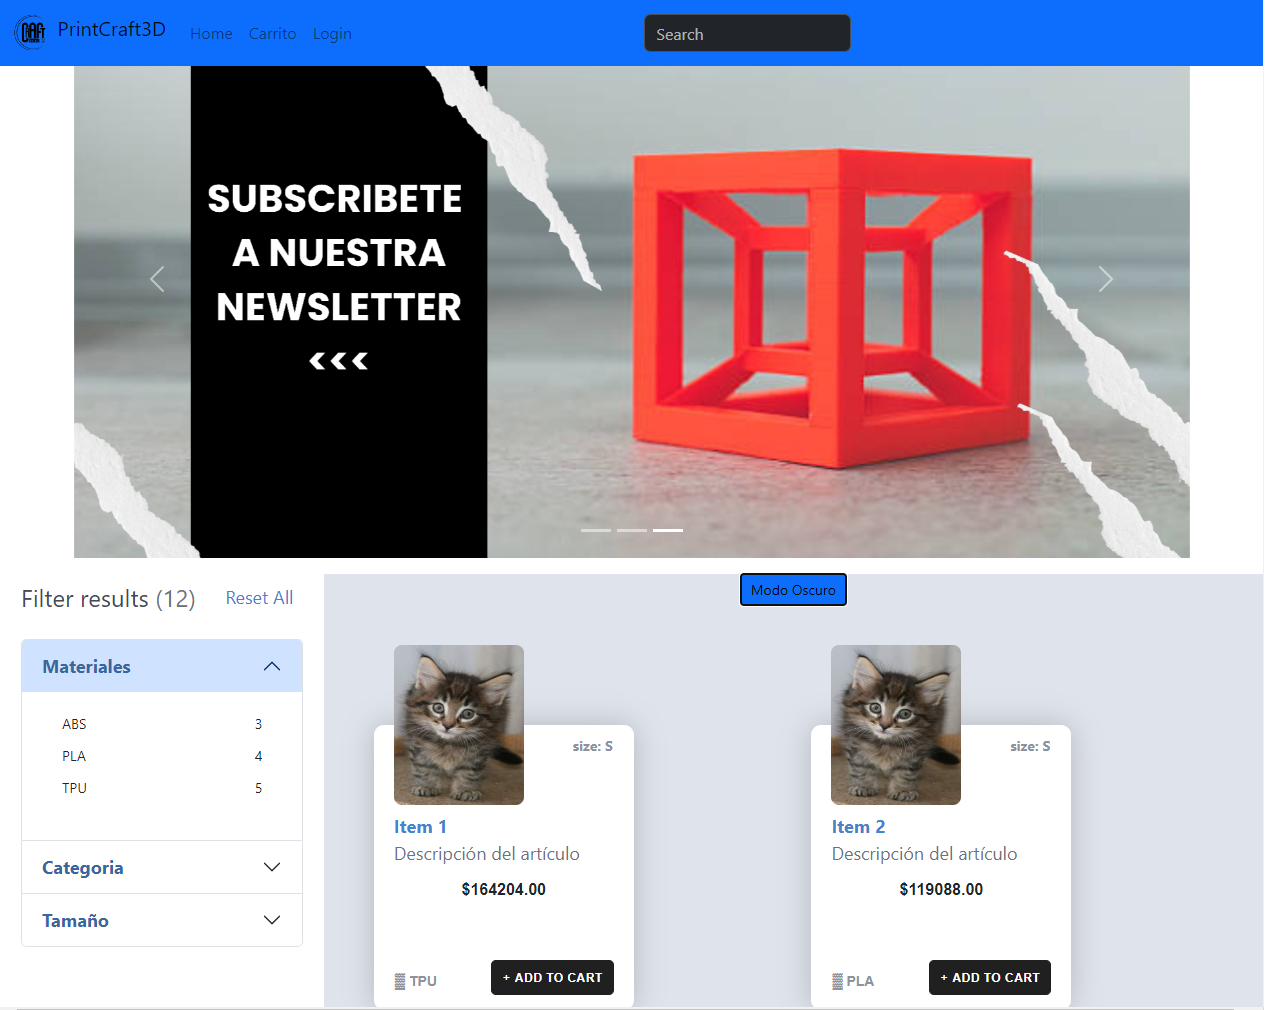 CRAFT
PrintCraft3D
Home
Carrito
Login
Search
SUBSCRIBETE
A NUESTRA
NEWSLETTER
Filter results (12)
Reset All
Modo Oscuro
Materiales
ABS 3
PLA 4
TPU 5
Categoria
Tamaño
size: S
Item 1
Descripción del artículo
$164204.00
TPU
+ ADD TO CART
size: S
Item 2
Descripción del artículo
$119088.00
PLA
+ ADD TO CART